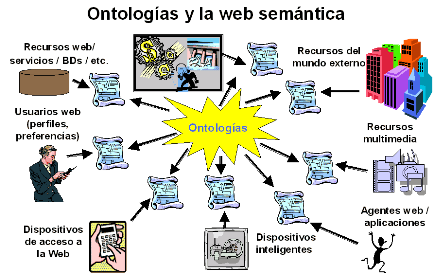 Ontologías y la web semántica
Recursos web/
servicios / BDs / etc.
Recursos del
mundo externo
Usuarios web
(perfiles,
preferencias)
Ontologías
Recursos
multimedia
Dispositivos
de acceso a
la Web
Dispositivos
inteligentes
Agentes web /
aplicaciones